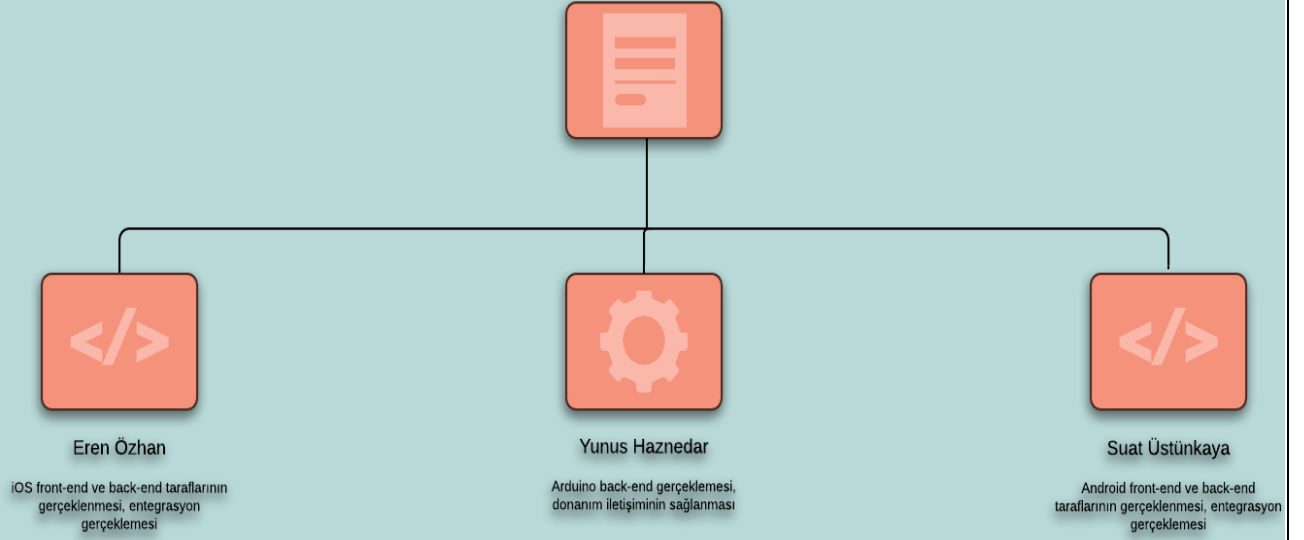 Eren Özhan
iOS front-end ve back-end taraflarının
gerçeklenmesi, entegrasyon
gerçeklemesi
Yunus Haznedar
Arduino back-end gerçeklemesi,
donanım iletişiminin sağlanması
Suat Üstünkaya
Android front-end ve back-end
taraflarının gerçeklenmesi, entegrasyon
gerçeklemesi